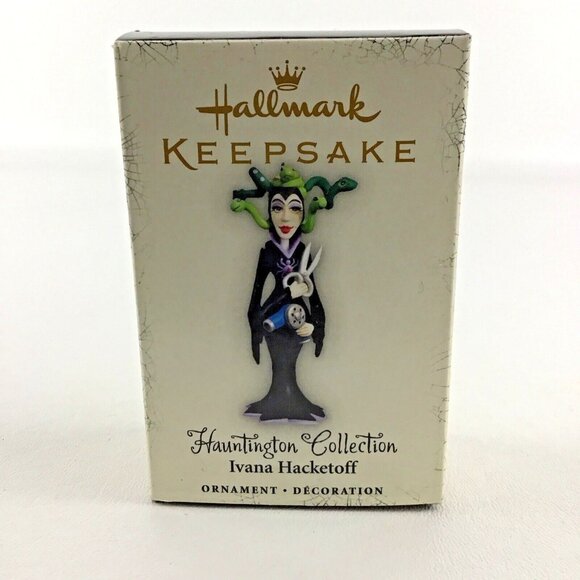 Hallmark
KEEPSAKE
Hauntington Collection
Ivana Hacketoff
ORNAMENT • DÉCORATION